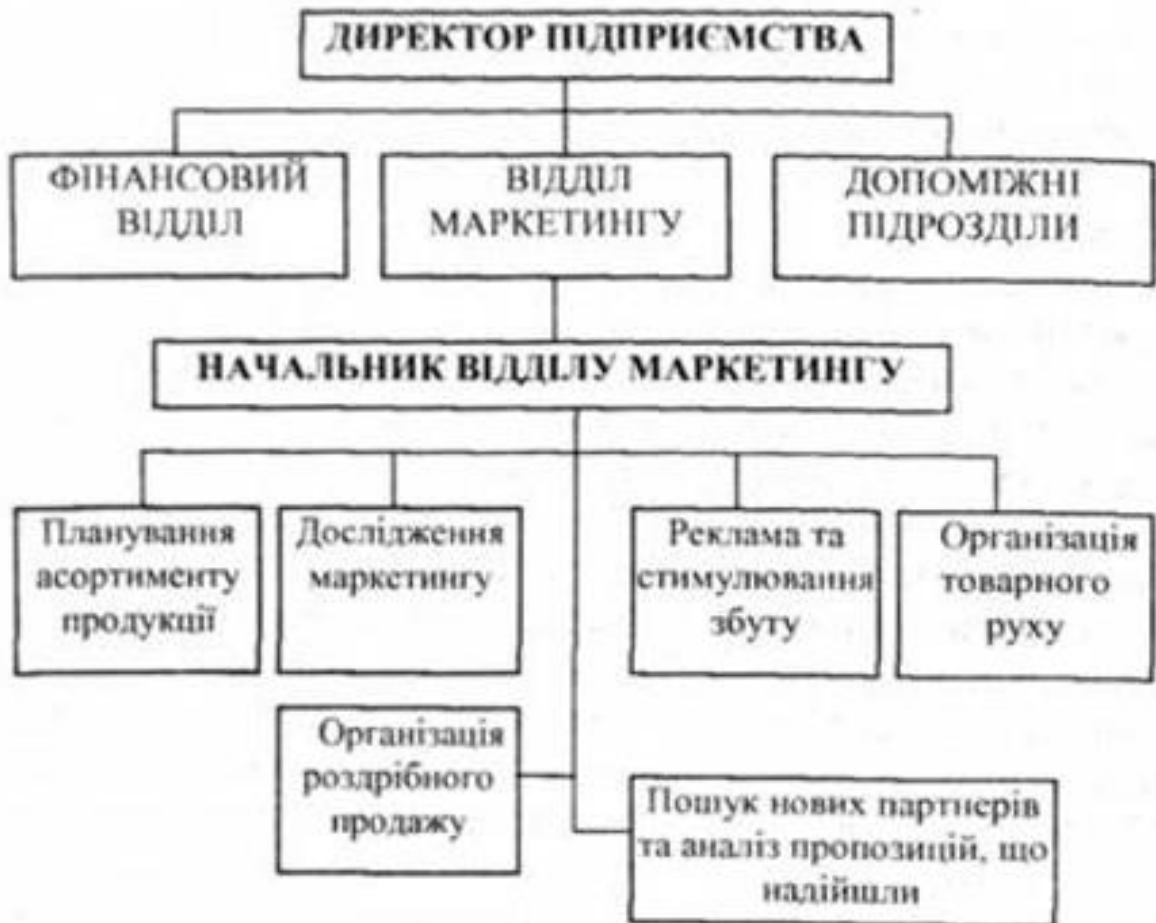 ДИРЕКТОР ПІДПРИЄМСТВА
ФІНАНСОВИЙ
ВІДДІЛ
ВІДДІЛ
МАРКЕТИНГУ
ДОПОМІЖНІ
ПІДРОЗДІЛИ
НАЧАЛЬНИК ВІДДІЛУ МАРКЕТИНГУ
Планування
асортименту
продукції
Дослідження
маркетингу
Реклама та
стимулювання
збуту
Організація
товарного
руху
Організація
роздрібного
продажу
Пошук нових партнерів
та аналіз пропозицій, що
надійшли